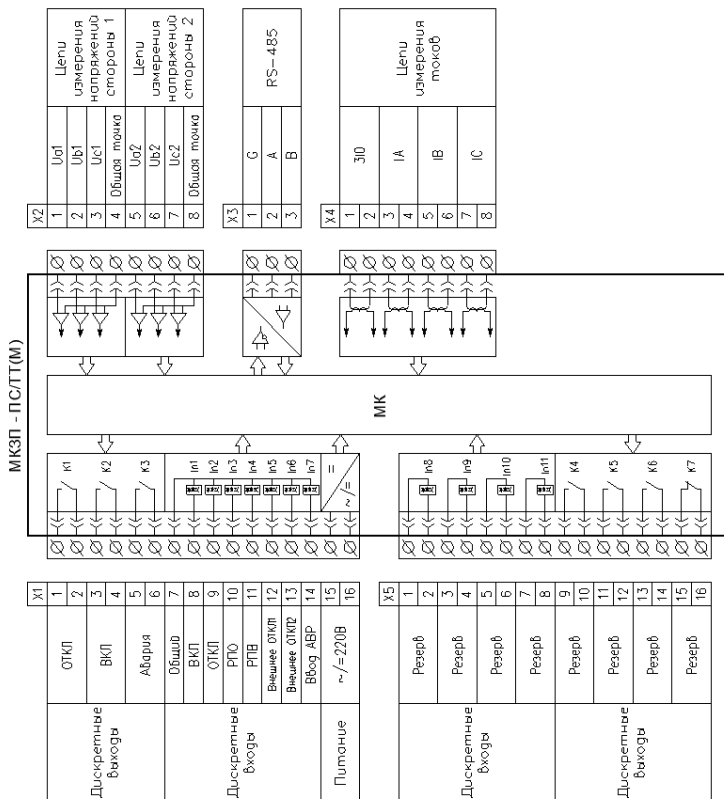 X2
1 Ua1
2 Ub1
3 Uc1
4 Общая точка
Цепи
измерения
напряжений
стороны 1
5 Ua2
6 Ub2
7 Uc2
8 Общая точка
Цепи
измерения
напряжений
стороны 2
X3
1 G
2 A
3 B
RS-485
X4
1
2
3I0
3
4
IA
5
6
IB
7
8
IC
Цепи
измерения
токов
МКЗП - ПС/ТТ(М)
МК
K1
K2
K3
In1
In2
In3
In4
In5
In6
In7
=
~/=
In8
In9
In10
In11
K4
K5
K6
K7
X1
1
2
ОТКЛ
3
4
ВКЛ
5
6
Авария
Дискретные
выходы
7 Общий
8 ВКЛ
9 ОТКЛ
10 РПО
11 РПВ
12 Внешнее ОТКЛ1
13 Внешнее ОТКЛ2
14 Ввод АВР
Дискретные
входы
15
16
~/=220В
Питание
X5
1
2
Резерв
3
4
Резерв
5
6
Резерв
7
8
Резерв
Дискретные
входы
9
10
Резерв
11
12
Резерв
13
14
Резерв
15
16
Резерв
Дискретные
выходы